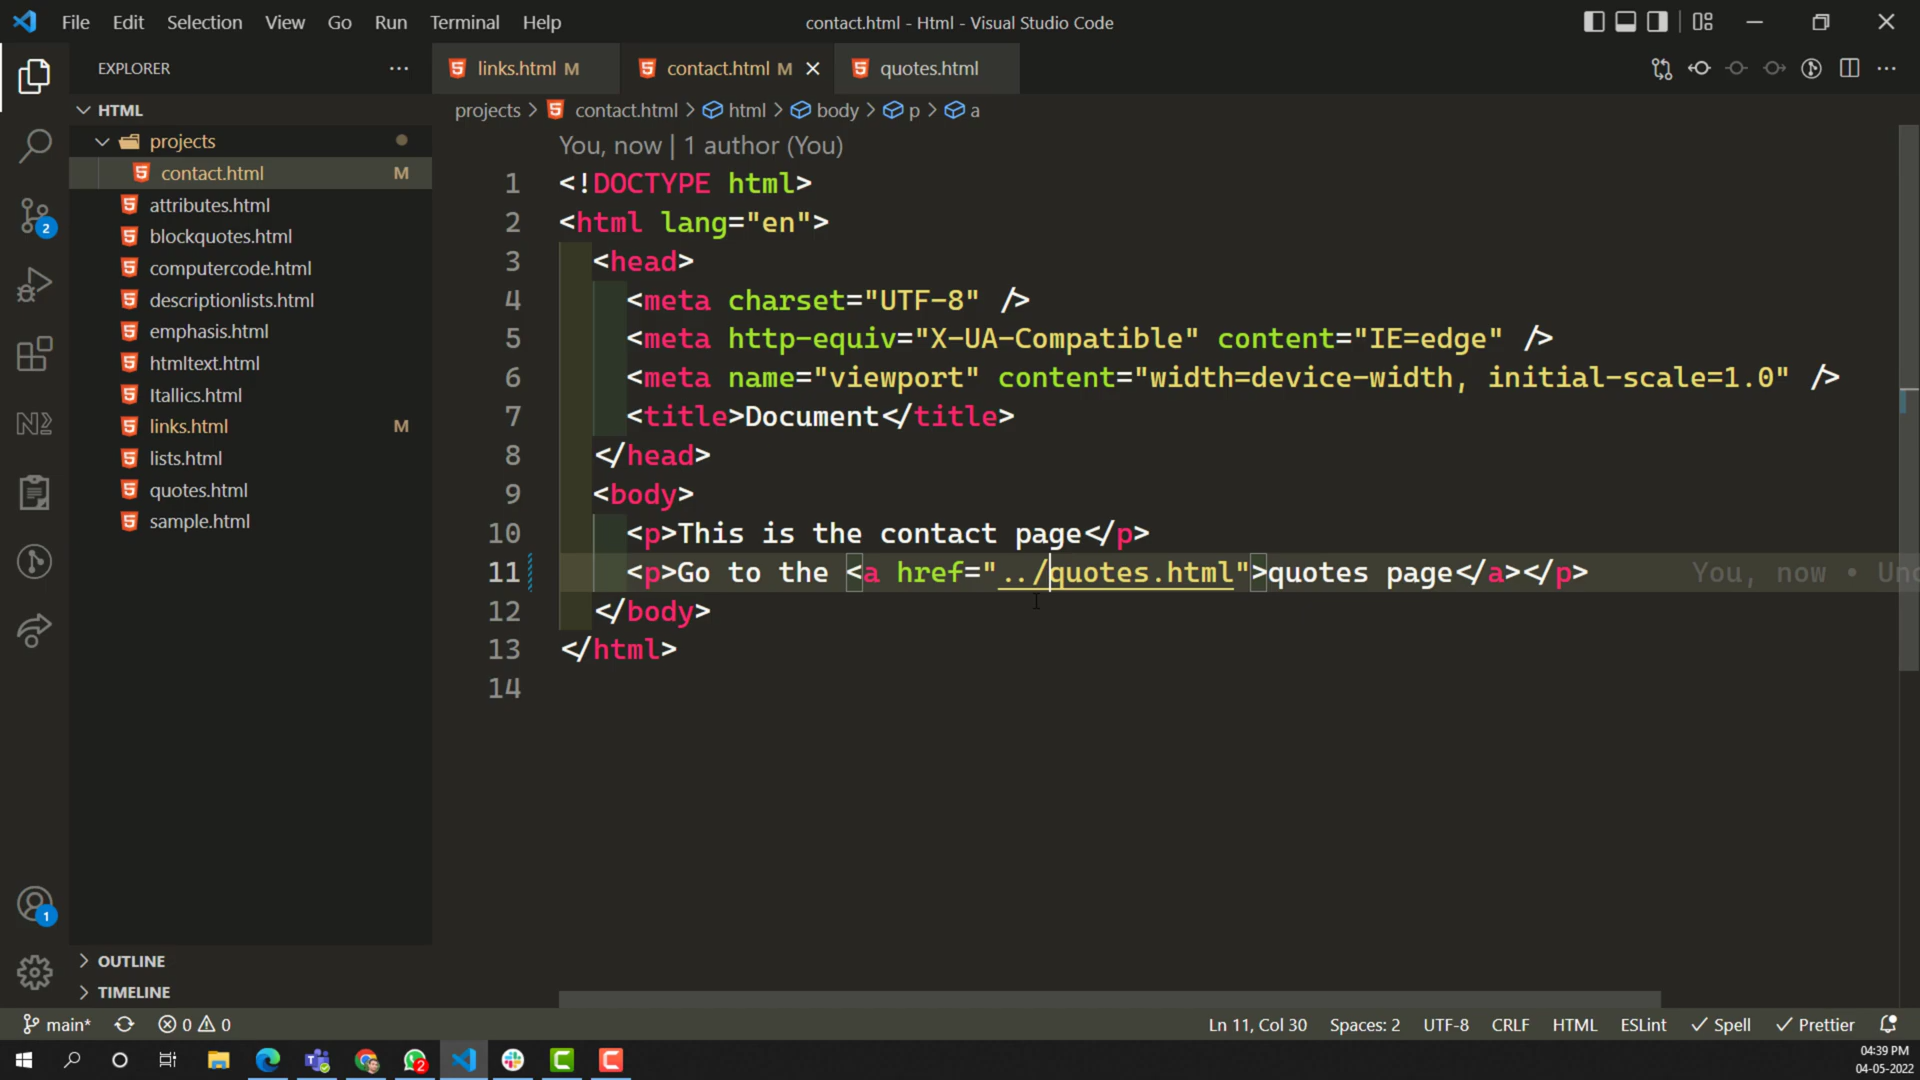 File Edit Selection View Go Run Terminal Help
contact.html - Html - Visual Studio Code
EXPLORER
HTML
projects
contact.html M
attributes.html
blockquotes.html
computercode.html
descriptionlists.html
emphasis.html
htmltext.html
Itallics.html
links.html M
lists.html
quotes.html
sample.html
OUTLINE
TIMELINE
2
1
links.html M
contact.html M
quotes.html
projects > contact.html > html > body > p > a
You, now | 1 author (You)
1 <!DOCTYPE html>
2 <html lang="en">
3 <head>
4 <meta charset="UTF-8" />
5 <meta http-equiv="X-UA-Compatible" content="IE=edge" />
6 <meta name="viewport" content="width=device-width, initial-scale=1.0" />
7 <title>Document</title>
8 </head>
9 <body>
10 <p>This is the contact page</p>
11 <p>Go to the <a href="../quotes.html">quotes page</a></p> You, now • Unc
12 </body>
13 </html>
14
main* 0 0
Ln 11, Col 30 Spaces: 2 UTF-8 CRLF HTML ESLint Spell Prettier
2
04:39 PM
04-05-2022